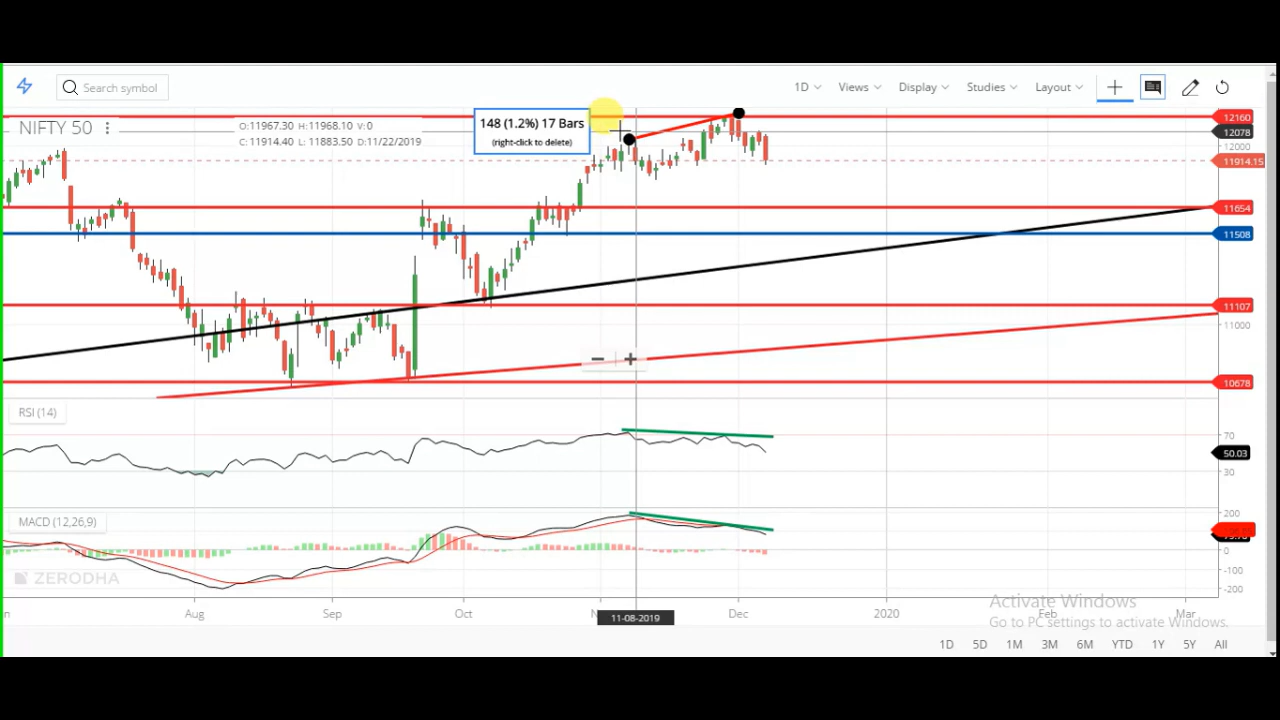 Search symbol
1D
Views
Display
Studies
Layout
NIFTY 50
O:11967.30 H:11968.10 V:0
C:11914.40 L:11883.50 D:11/22/2019
148 (1.2%) 17 Bars
(right-click to delete)
12160
12078
12000
11914.15
11654
11508
11107
11000
10678
RSI (14)
70
50.03
30
MACD (12,26,9)
200
0
-100
-200
ZERODHA
Aug
Sep
Oct
Dec
2020
Feb
Mar
11-08-2019
Activate Windows
Go to PC settings to activate Windows.
1D 5D 1M 3M 6M YTD 1Y 5Y All